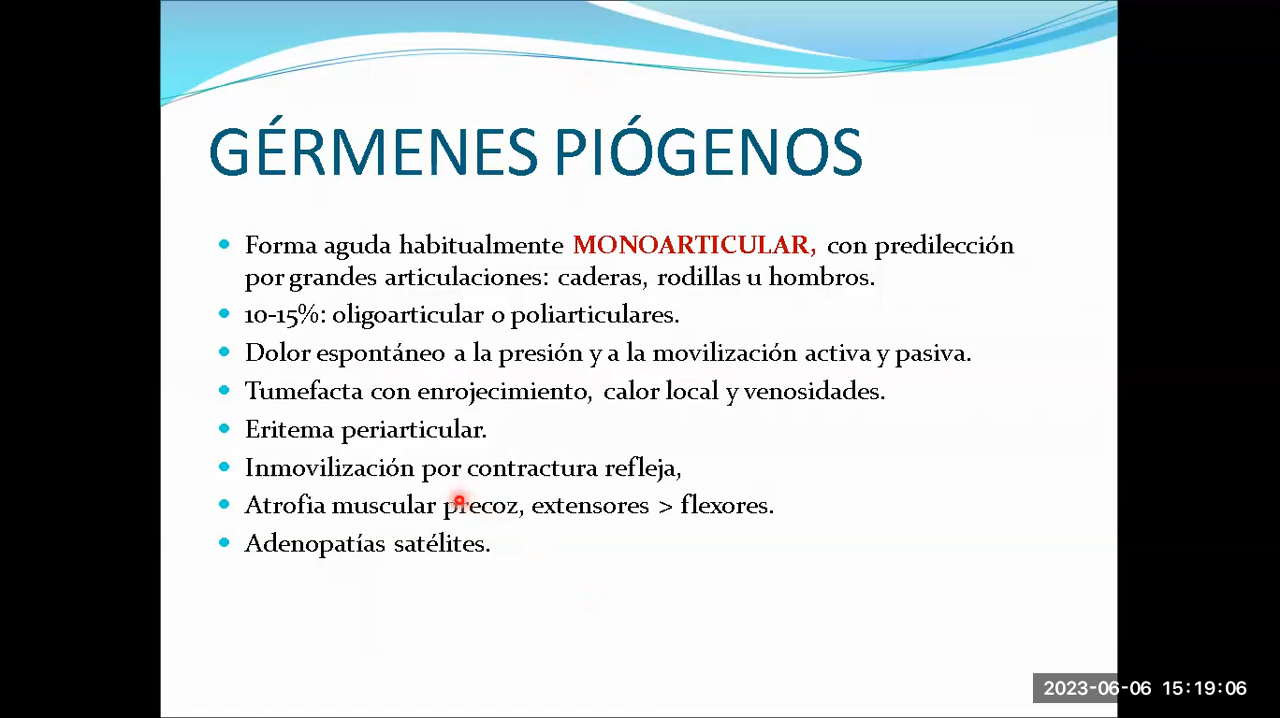 GÉRMENES PIÓGENOS
• Forma aguda habitualmente MONOARTICULAR, con predilección
por grandes articulaciones: caderas, rodillas u hombros.
• 10-15%: oligoarticular o poliarticulares.
• Dolor espontáneo a la presión y a la movilización activa y pasiva.
• Tumefacta con enrojecimiento, calor local y venosidades.
• Eritema periarticular.
• Inmovilización por contractura refleja,
• Atrofia muscular precoz, extensores > flexores.
• Adenopatías satélites.
2023-06-06 15:19:06